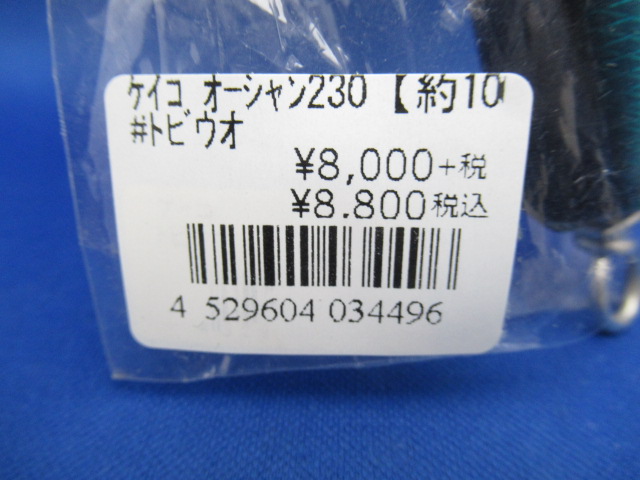 ケイコ オーシャン230【約10
#トビウオ
¥8,000+税
¥8.800税込
4 529604 034496